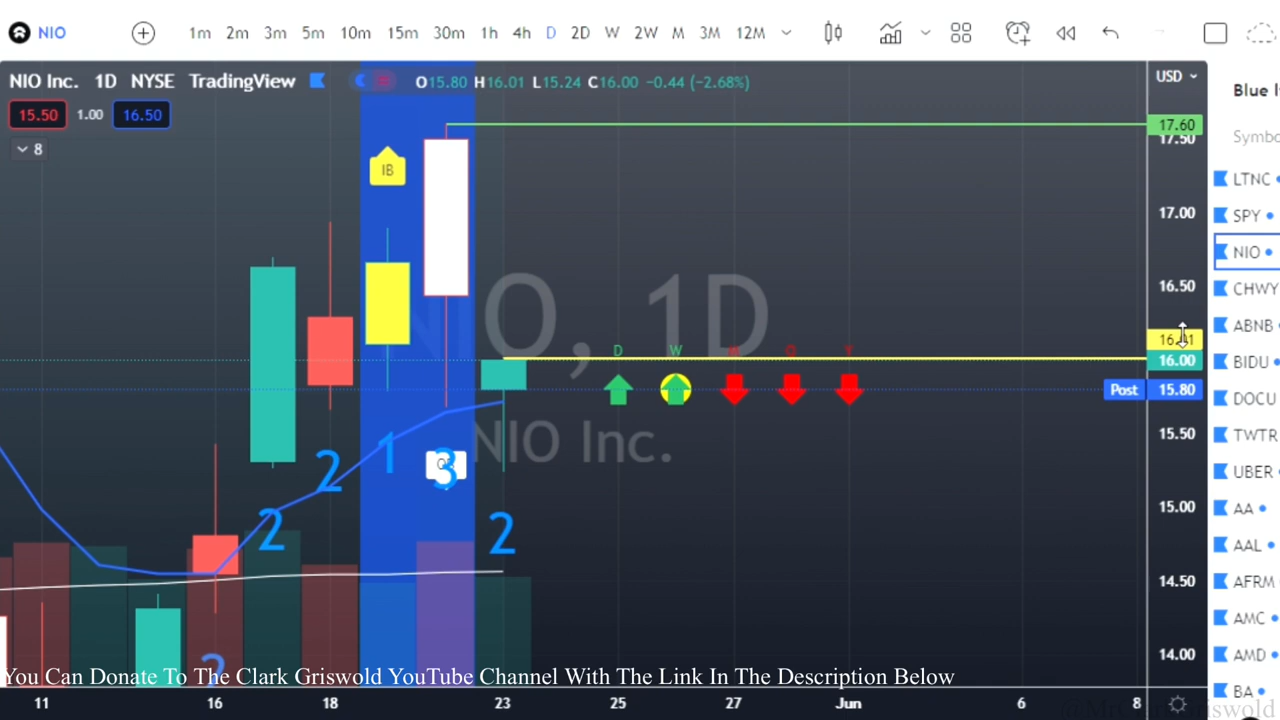 NIO 1m 2m 3m 5m 10m 15m 30m 1h 4h D 2D W 2W M 3M 12M
NIO Inc. 1D NYSE TradingView O15.80 H16.01 L15.24 C16.00 −0.44 (−2.68%)
15.50 1.00 16.50
8
IB
D W M Q Y
NIO, 1D
NIO Inc.
2
2
2
1
3
2
USD
17.60
17.50
17.00
16.50
16.00
Post 15.80
15.50
15.00
14.50
14.00
11 16 18 23 25 27 Jun 6 8
Symbo
LTNC
SPY
NIO
CHWY
ABNB
BIDU
DOCU
TWTR
UBER
AA
AAL
AFRM
AMC
AMD
BA
You Can Donate To The Clark Griswold YouTube Channel With The Link In The Description Below